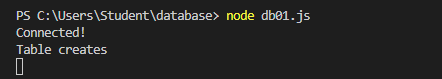 PS C:\Users\Student\database> node db01.js
Connected!
Table creates